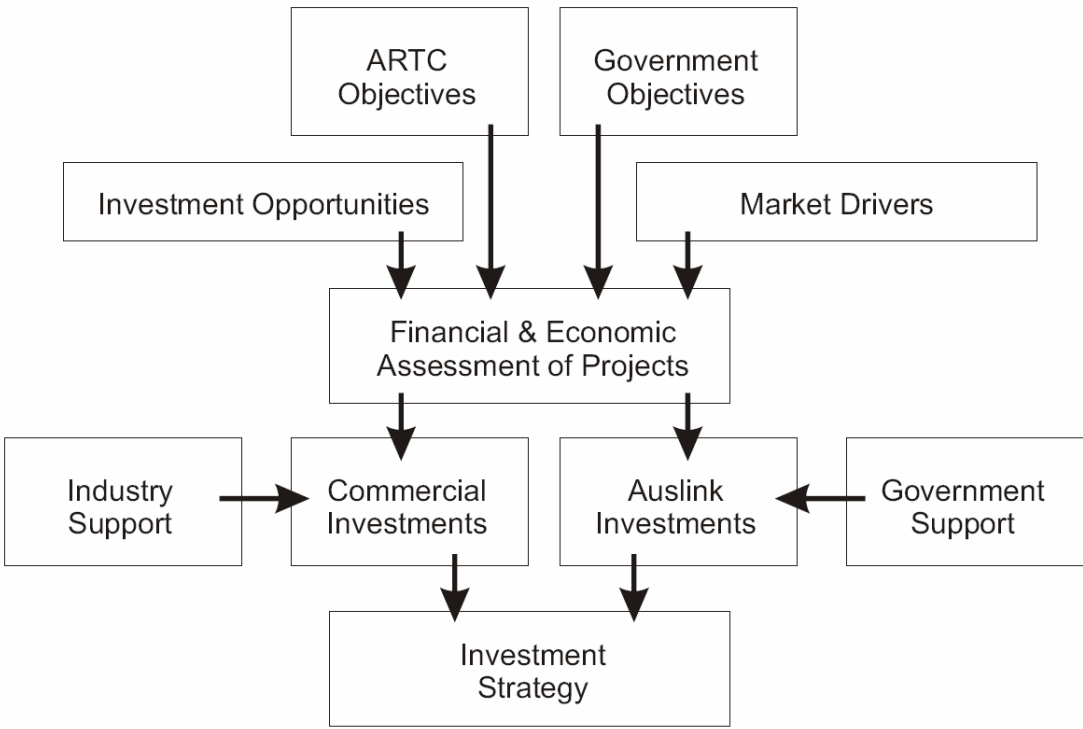 ARTC
Objectives
Government
Objectives
Investment Opportunities
Market Drivers
Financial & Economic
Assessment of Projects
Industry
Support
Commercial
Investments
Auslink
Investments
Government
Support
Investment
Strategy